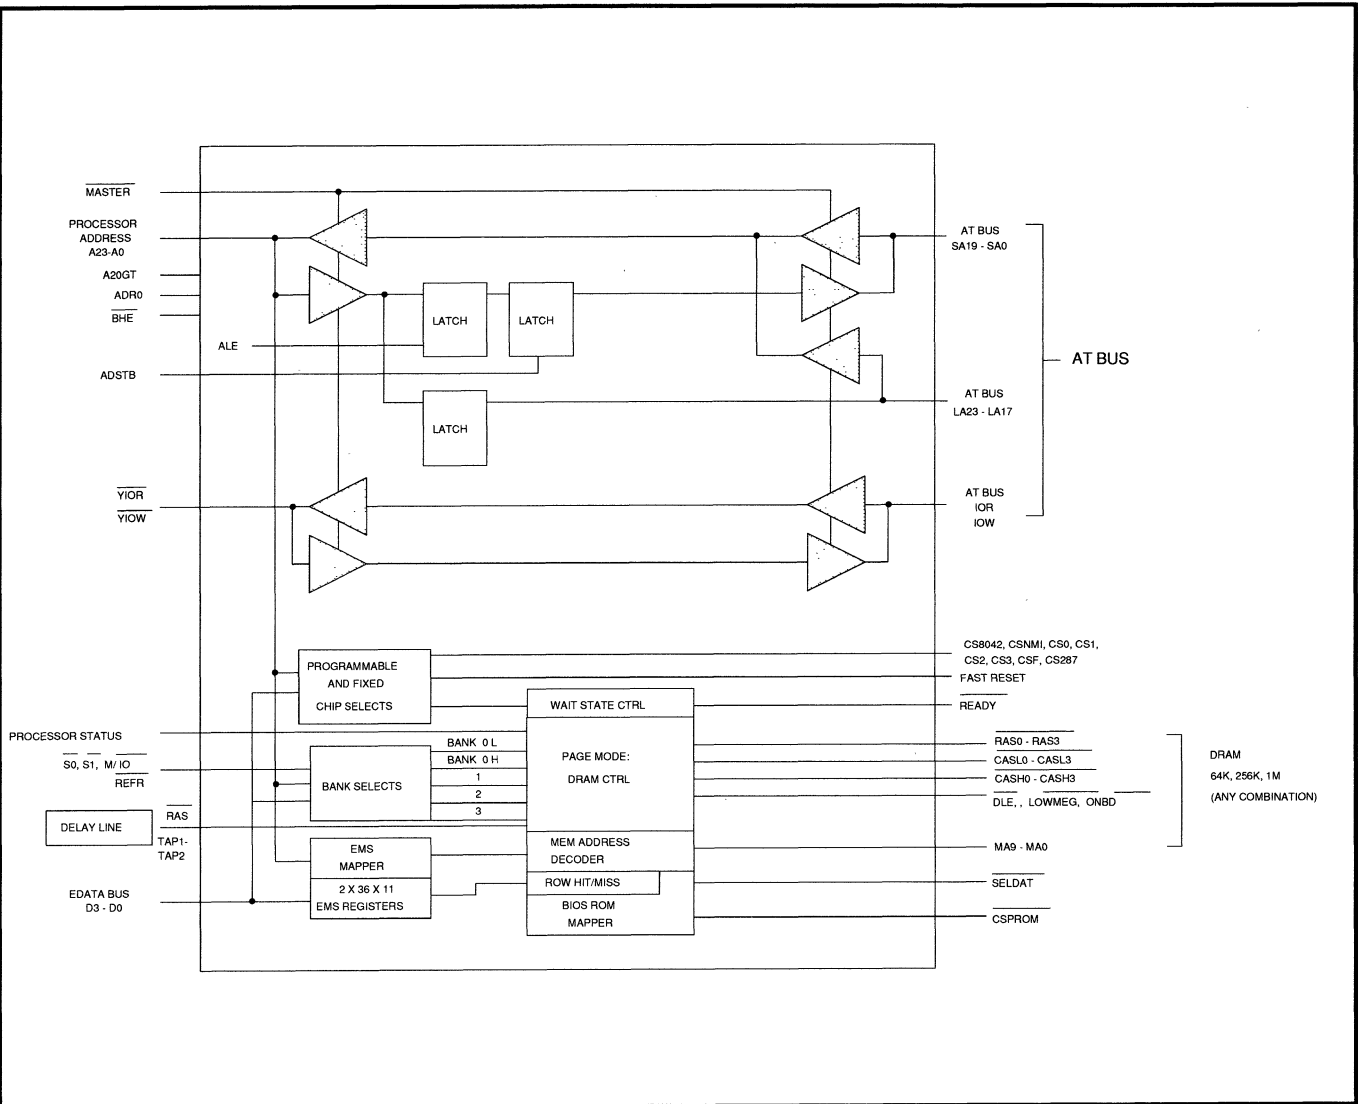 MASTER
PROCESSOR
ADDRESS
A23-A0
A20GT
ADR0
BHE
ALE
ADSTB
LATCH
LATCH
LATCH
AT BUS
SA19 - SA0
AT BUS
AT BUS
LA23 - LA17
YIOR
YIOW
AT BUS
IOR
IOW
PROGRAMMABLE
AND FIXED
CHIP SELECTS
CS8042, CSNMI, CS0, CS1,
CS2, CS3, CSF, CS287
FAST RESET
READY
WAIT STATE CTRL
PROCESSOR STATUS
S0, S1, M/ IO
REFR
BANK SELECTS
BANK 0 L
BANK 0 H
1
2
3
PAGE MODE:
DRAM CTRL
RAS0 - RAS3
CASL0 - CASL3
CASH0 - CASH3
DLE, , LOWMEG, ONBD
DRAM
64K, 256K, 1M
(ANY COMBINATION)
RAS
DELAY LINE
TAP1-
TAP2
EMS
MAPPER
2 X 36 X 11
EMS REGISTERS
MEM ADDRESS
DECODER
ROW HIT/MISS
BIOS ROM
MAPPER
MA9 - MA0
SELDAT
CSPROM
EDATA BUS
D3 - D0